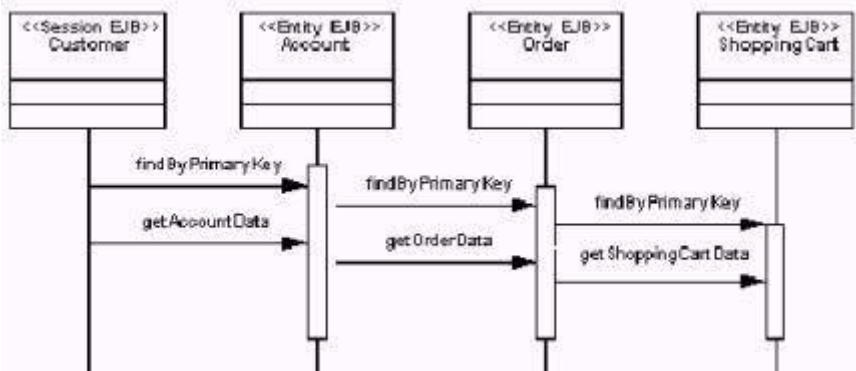 <<Session EJB>>
Customer
<<Entity EJB>>
Account
<<Entity EJB>>
Order
<<Entity EJB>>
Shopping Cart
findByPrimaryKey
findByPrimaryKey
findByPrimaryKey
getAccountData
getOrderData
getShoppingCartData